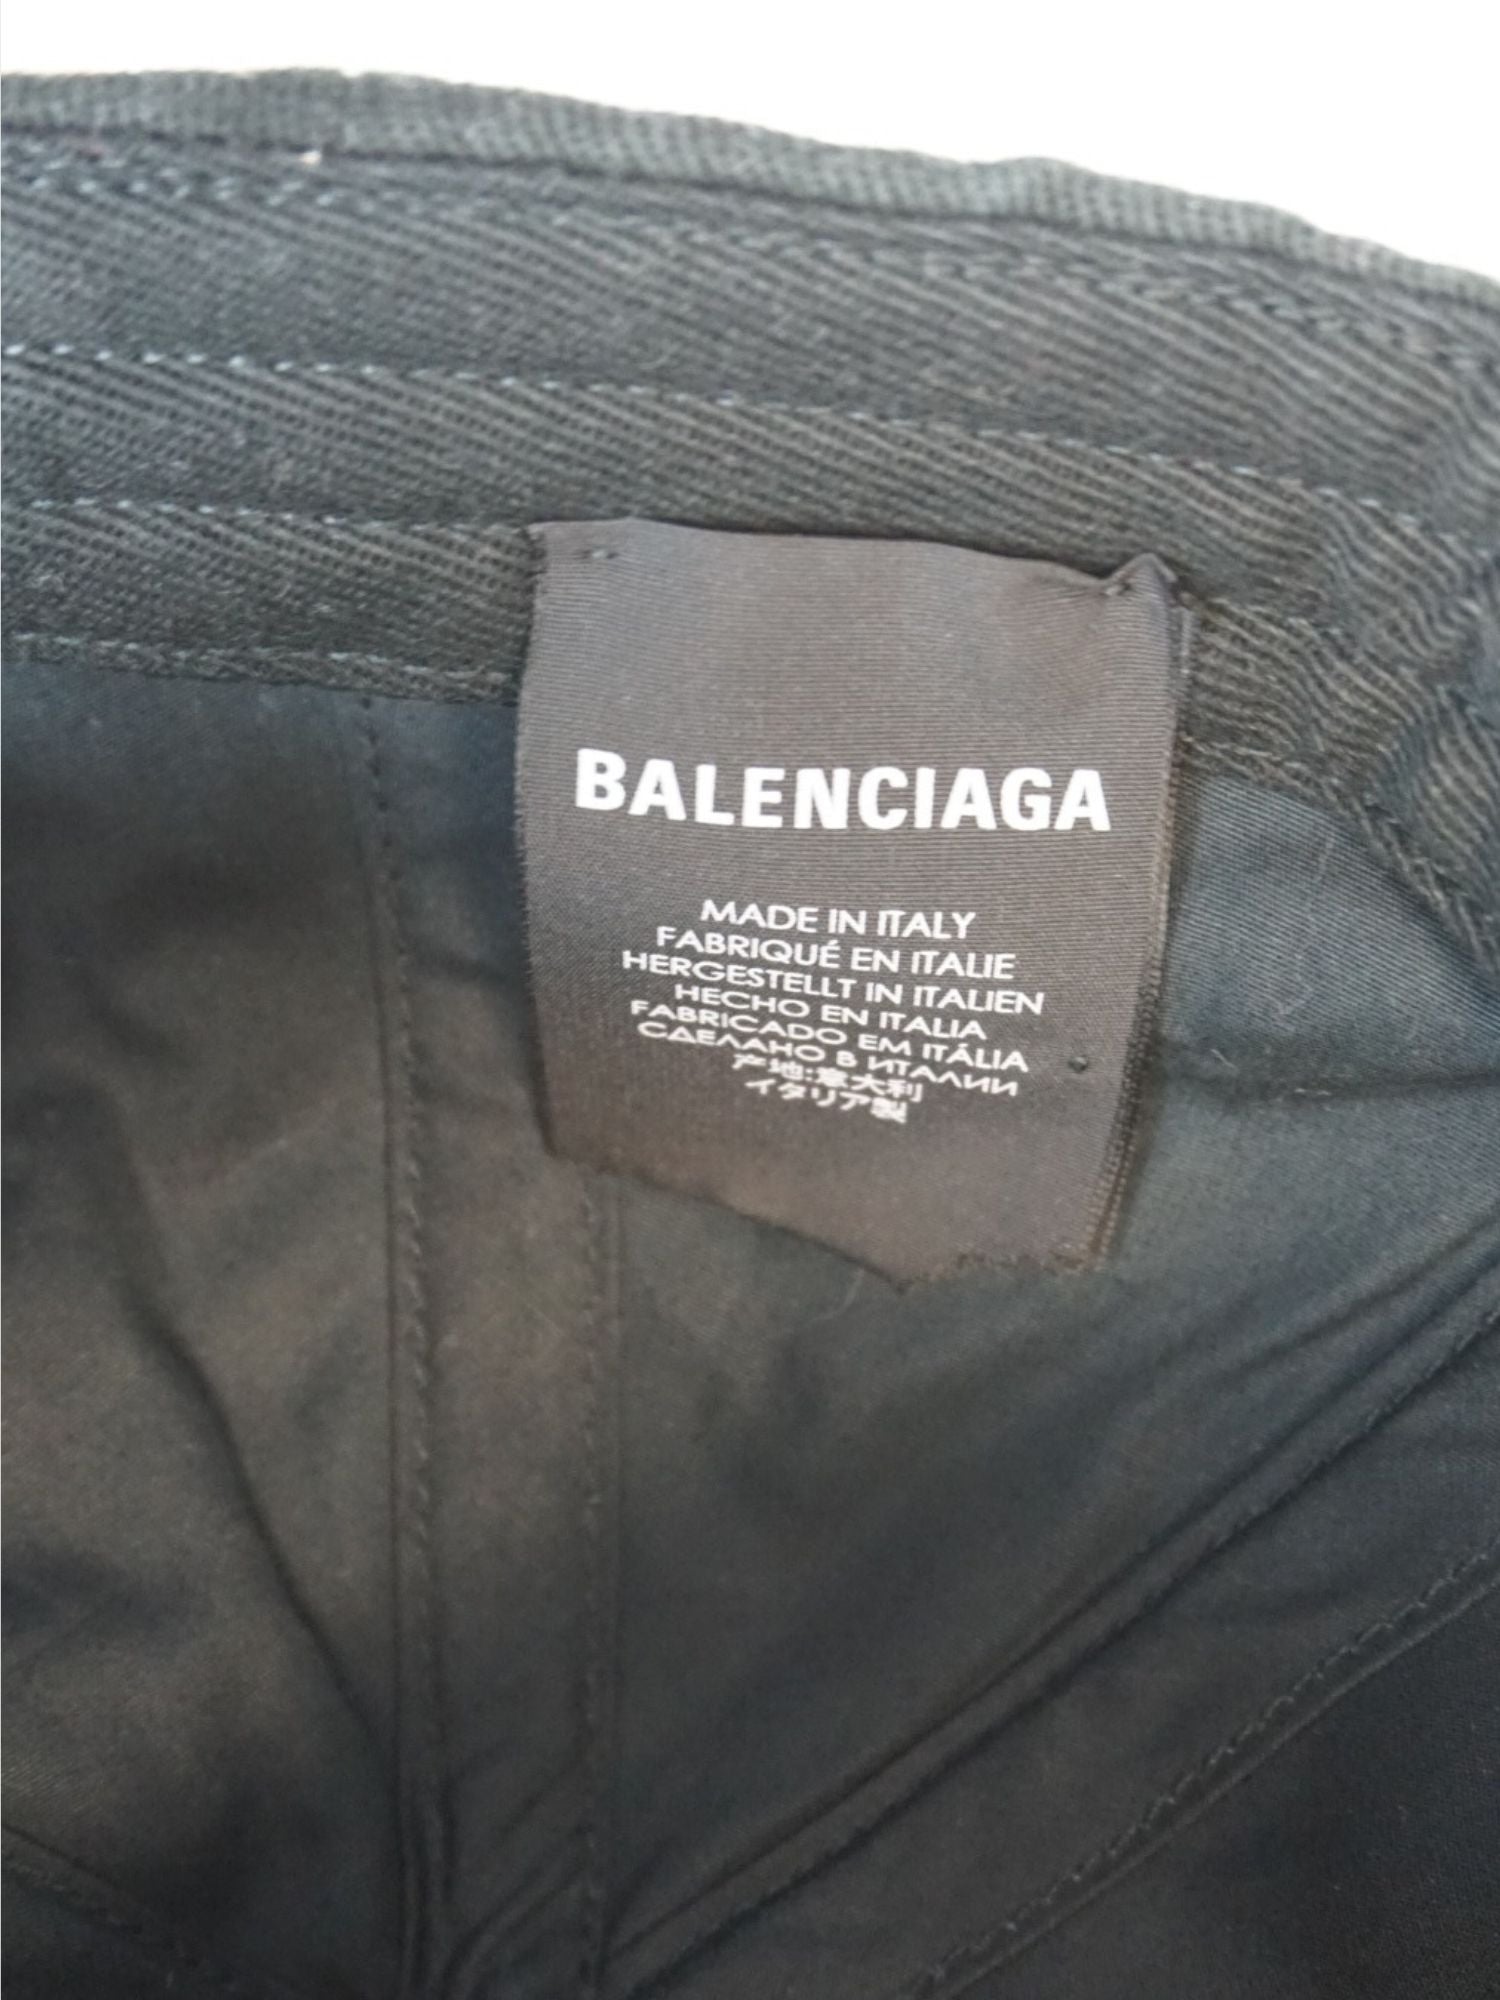 BALENCIAGA
MADE IN ITALY
FABRIQUÉ EN ITALIE
HERGESTELLT IN ITALIEN
HECHO EN ITALIA
FABRICADO EM ITÁLIA
СДЕЛАНО В ИТАЛИИ
产地:意大利
イタリア製